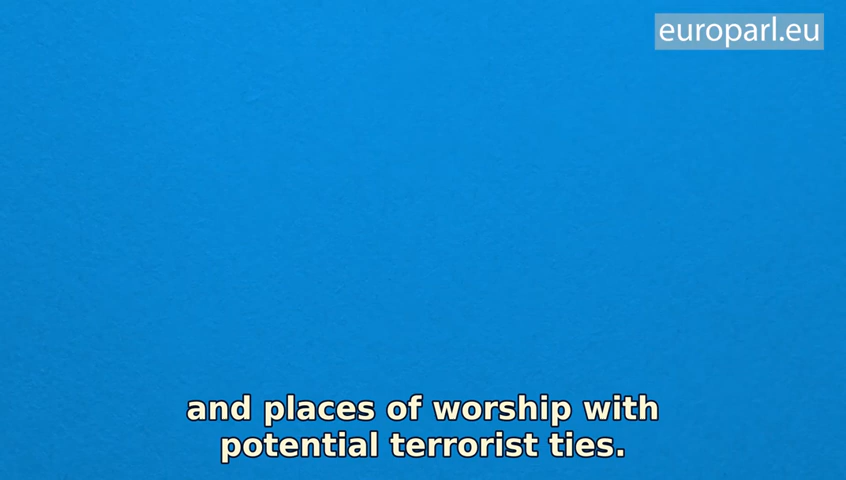 europarl.eu
and places of worship with
potential terrorist ties.